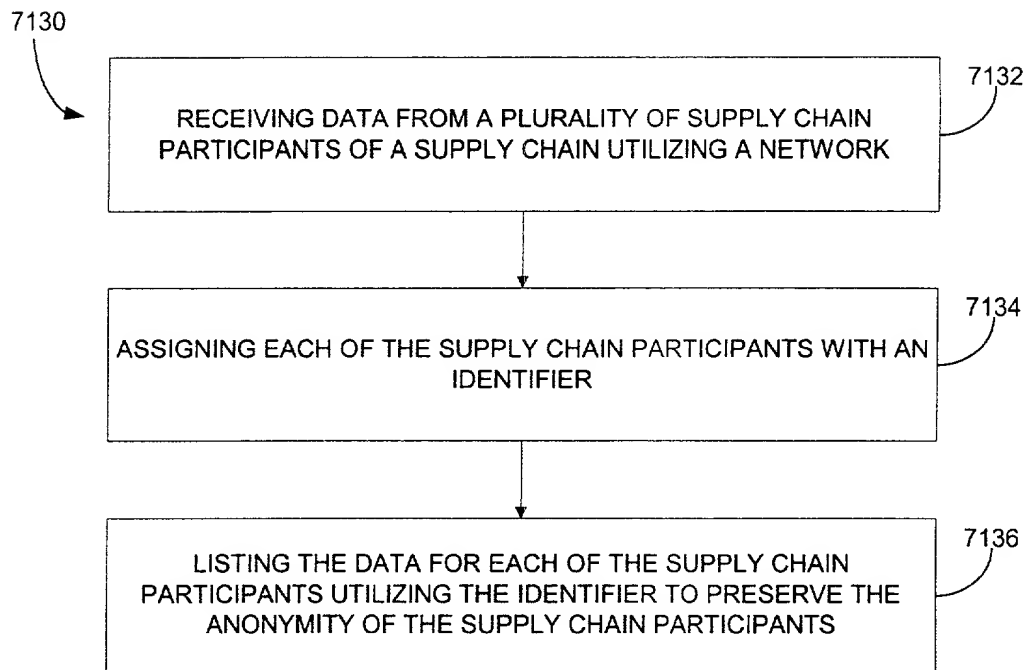 7130
7132
RECEIVING DATA FROM A PLURALITY OF SUPPLY CHAIN
PARTICIPANTS OF A SUPPLY CHAIN UTILIZING A NETWORK
7134
ASSIGNING EACH OF THE SUPPLY CHAIN PARTICIPANTS WITH AN
IDENTIFIER
7136
LISTING THE DATA FOR EACH OF THE SUPPLY CHAIN
PARTICIPANTS UTILIZING THE IDENTIFIER TO PRESERVE THE
ANONYMITY OF THE SUPPLY CHAIN PARTICIPANTS